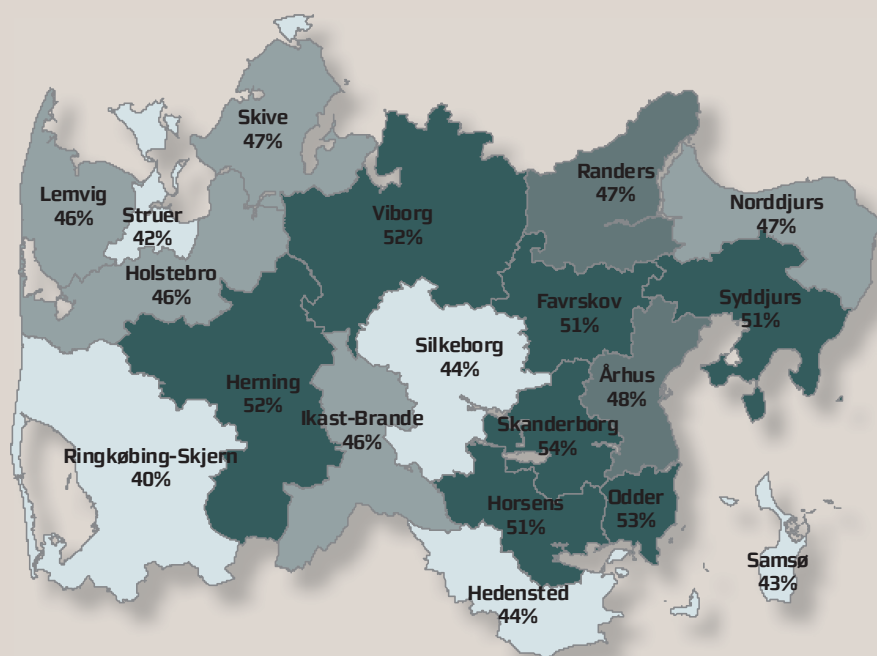 Skive
47%
Randers
47%
Lemvig
46%
Struer
42%
Viborg
52%
Norddjurs
47%
Holstebro
46%
Favrskov
51%
Syddjurs
51%
Silkeborg
44%
Århus
48%
Herning
52%
Ikast-Brande
46%
Skanderborg
54%
Ringkøbing-Skjern
40%
Horsens
51%
Odder
53%
Samsø
43%
Hedensted
44%